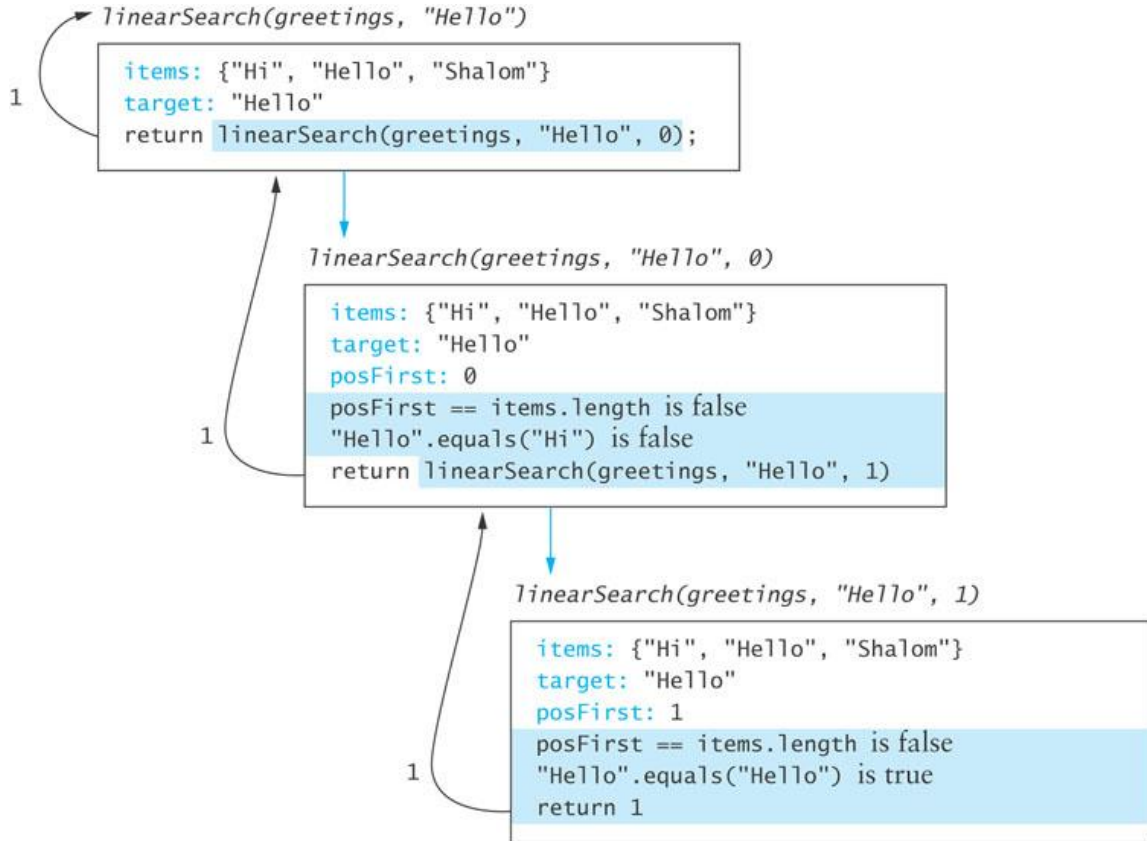 linearSearch(greetings, "Hello")
items: {"Hi", "Hello", "Shalom"}
target: "Hello"
1
return linearSearch(greetings, "Hello", 0);
linearSearch(greetings, "Hello", 0)
items: {"Hi", "Hello", "Shalom"}
target: "Hello"
posFirst: 0
posFirst == items.length is false
1
"Hello".equals("Hi") is false
return linearSearch(greetings, "Hello", 1)
linearSearch(greetings, "Hello", 1)
items: {"Hi", "Hello", "Shalom"}
target: "Hello"
posFirst: 1
posFirst == items.length is false
1
"Hello".equals("Hello") is true
return 1